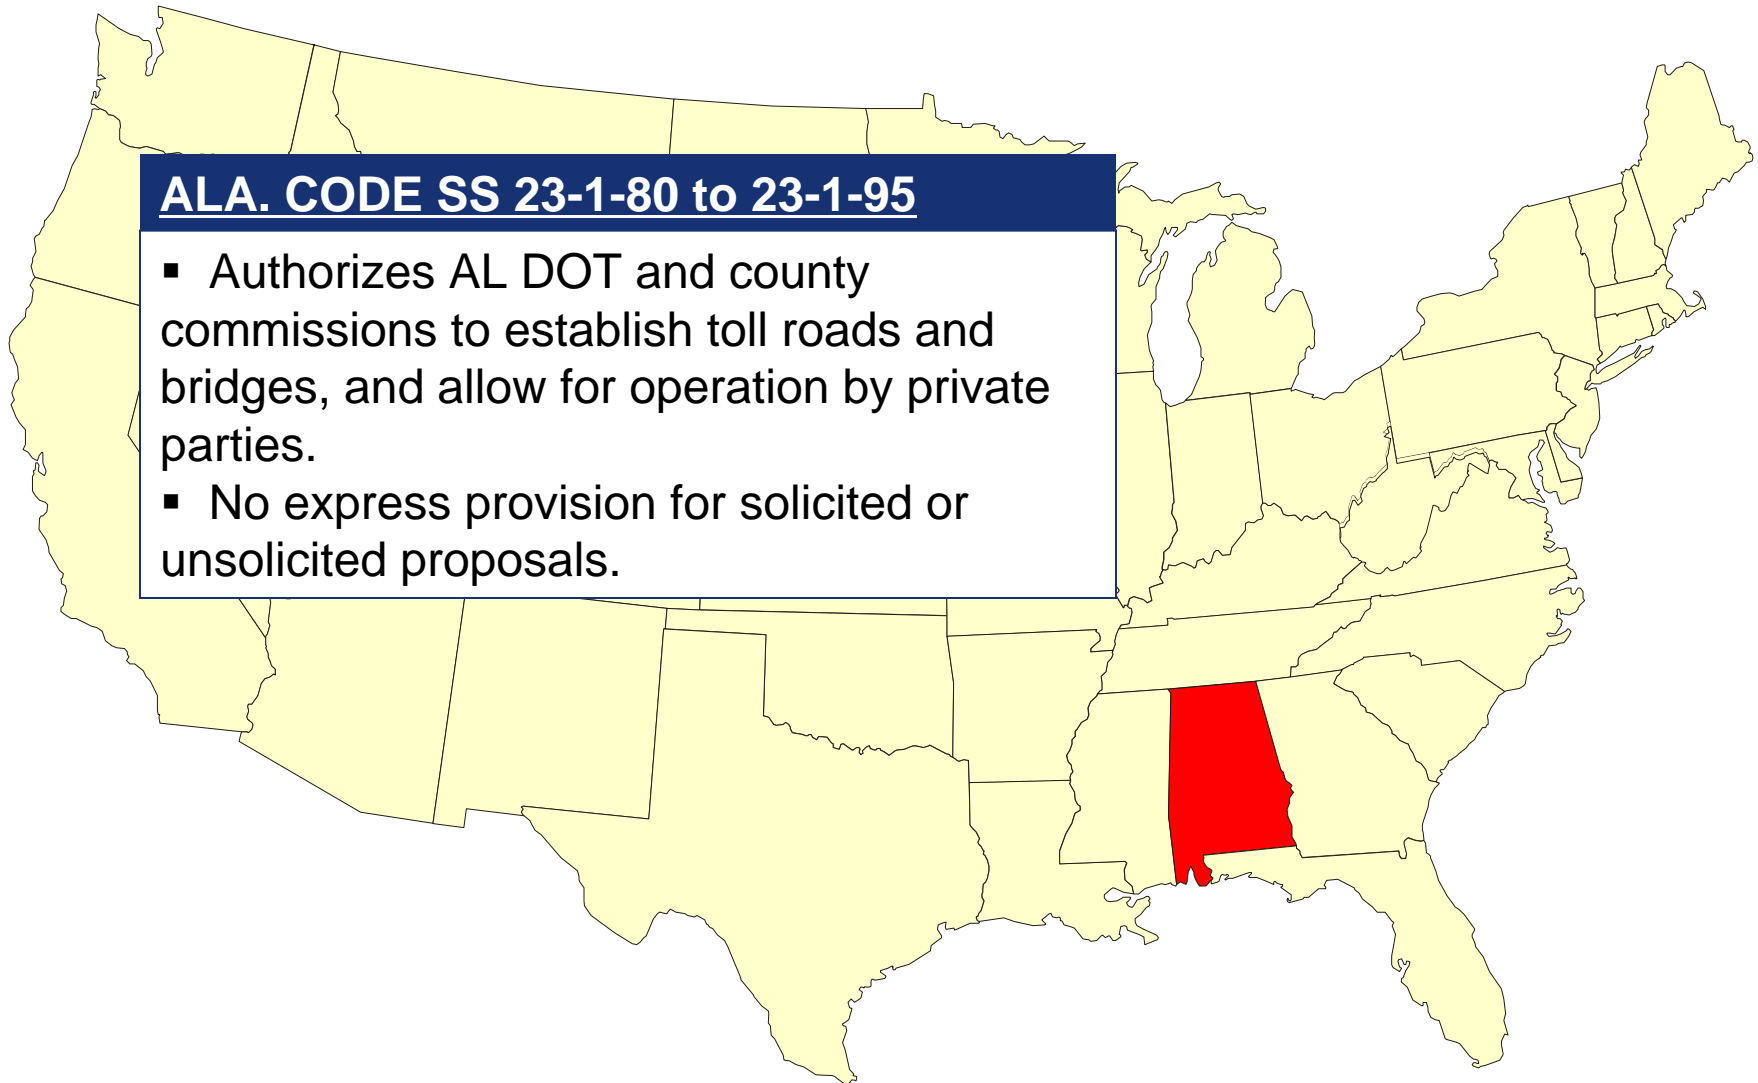 ALA. CODE SS 23-1-80 to 23-1-95
▪ Authorizes AL DOT and county
commissions to establish toll roads and
bridges, and allow for operation by private
parties.
▪ No express provision for solicited or
unsolicited proposals.